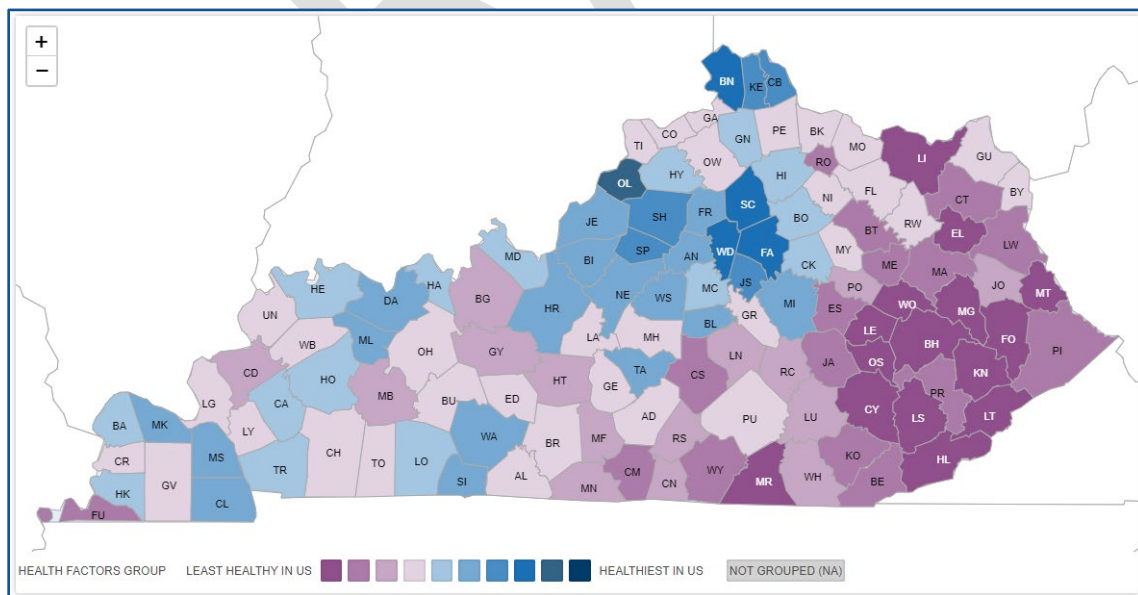 +
−
BN
KE
CB
GA
CO
TI
OW
GN
PE
BK
MO
LI
GU
RO
OL
HY
HI
NI
FL
CT
BY
SC
SH
FR
BO
RW
JE
BT
EL
LW
SP
WD
FA
MY
MD
BI
AN
CK
ME
MA
HE
DA
HA
BG
MC
JS
PO
JO
MT
NE
WS
MI
ES
WO
MG
UN
HR
BL
GR
LE
FO
WB
ML
OH
LA
MH
BH
PI
GY
LN
OS
CD
HO
MB
HT
GE
TA
CS
RC
JA
KN
LG
CA
BU
ED
PR
BA
MK
LY
WA
AD
PU
LU
CY
LS
LT
BR
MF
RS
CR
MS
CH
TO
LO
KO
HL
GV
TR
AL
CM
WY
WH
HK
SI
MN
CN
MR
BE
CL
FU
HEALTH FACTORS GROUP LEAST HEALTHY IN US HEALTHIEST IN US NOT GROUPED (NA)